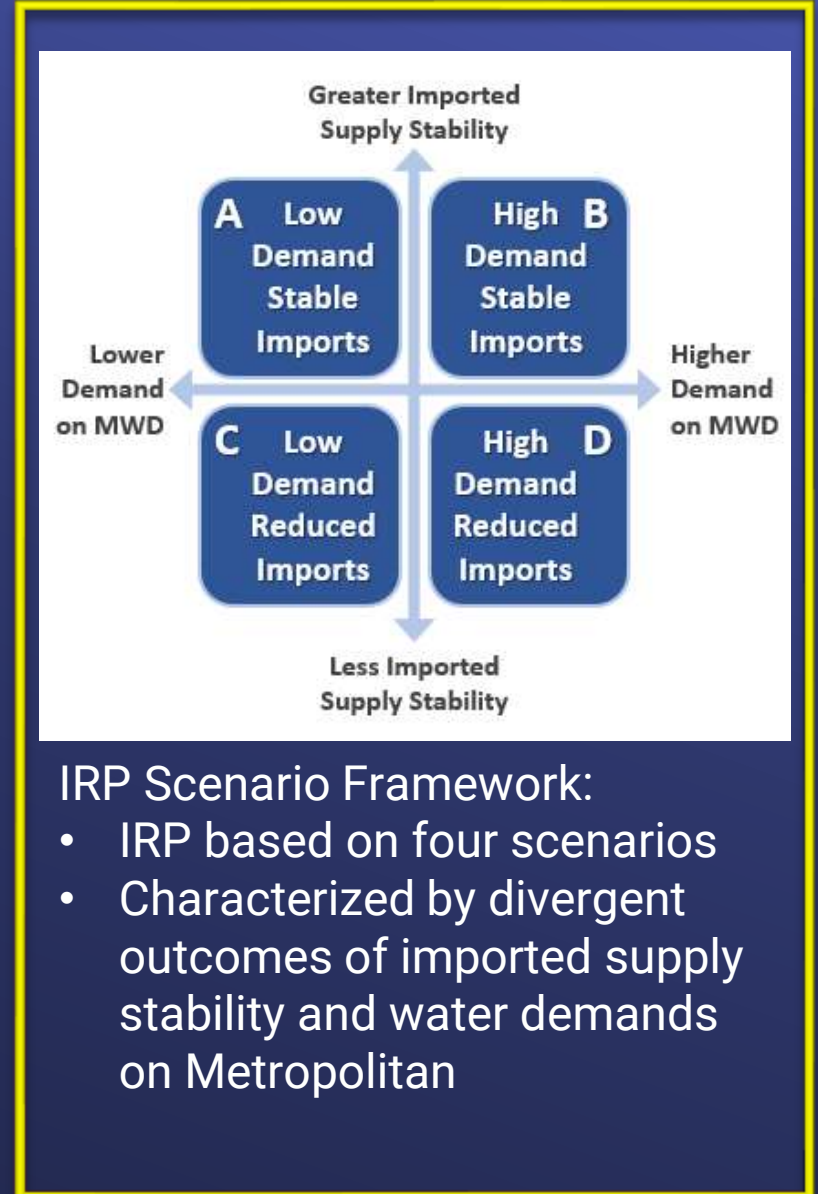 Greater Imported
Supply Stability
A Low
Demand
Stable
Imports
High B
Demand
Stable
Imports
Lower
Demand
on MWD
Higher
Demand
on MWD
C Low
Demand
Reduced
Imports
High D
Demand
Reduced
Imports
Less Imported
Supply Stability
IRP Scenario Framework:
• IRP based on four scenarios
• Characterized by divergent
outcomes of imported supply
stability and water demands
on Metropolitan